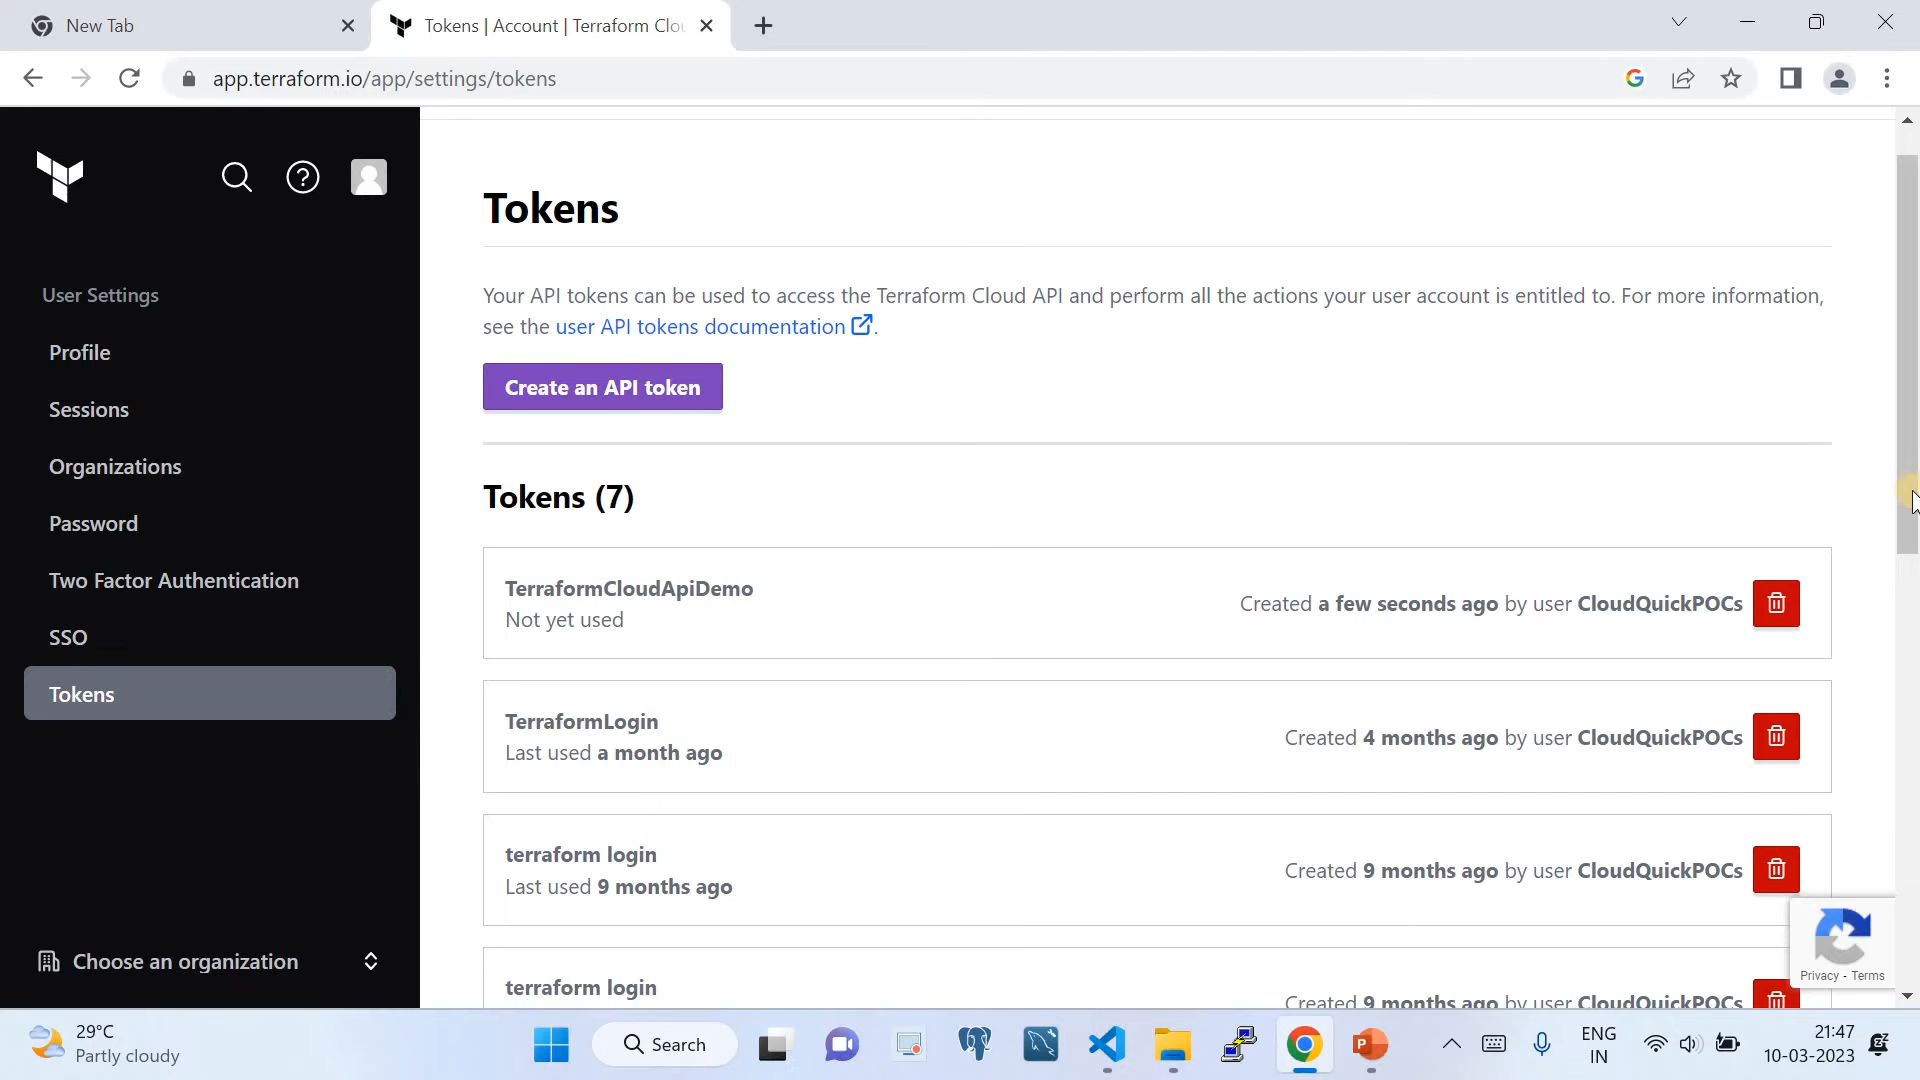 New Tab
Tokens | Account | Terraform Clou
app.terraform.io/app/settings/tokens
User Settings
Profile
Sessions
Organizations
Password
Two Factor Authentication
SSO
Tokens
Choose an organization
Tokens
Your API tokens can be used to access the Terraform Cloud API and perform all the actions your user account is entitled to. For more information,
see the user API tokens documentation.
Create an API token
Tokens (7)
TerraformCloudApiDemo
Not yet used
Created a few seconds ago by user CloudQuickPOCs
TerraformLogin
Last used a month ago
Created 4 months ago by user CloudQuickPOCs
terraform login
Last used 9 months ago
Created 9 months ago by user CloudQuickPOCs
terraform login
Created 9 months ago by user CloudQuickPOCs
Privacy - Terms
29°C
Partly cloudy
Search
ENG
IN
21:47
10-03-2023